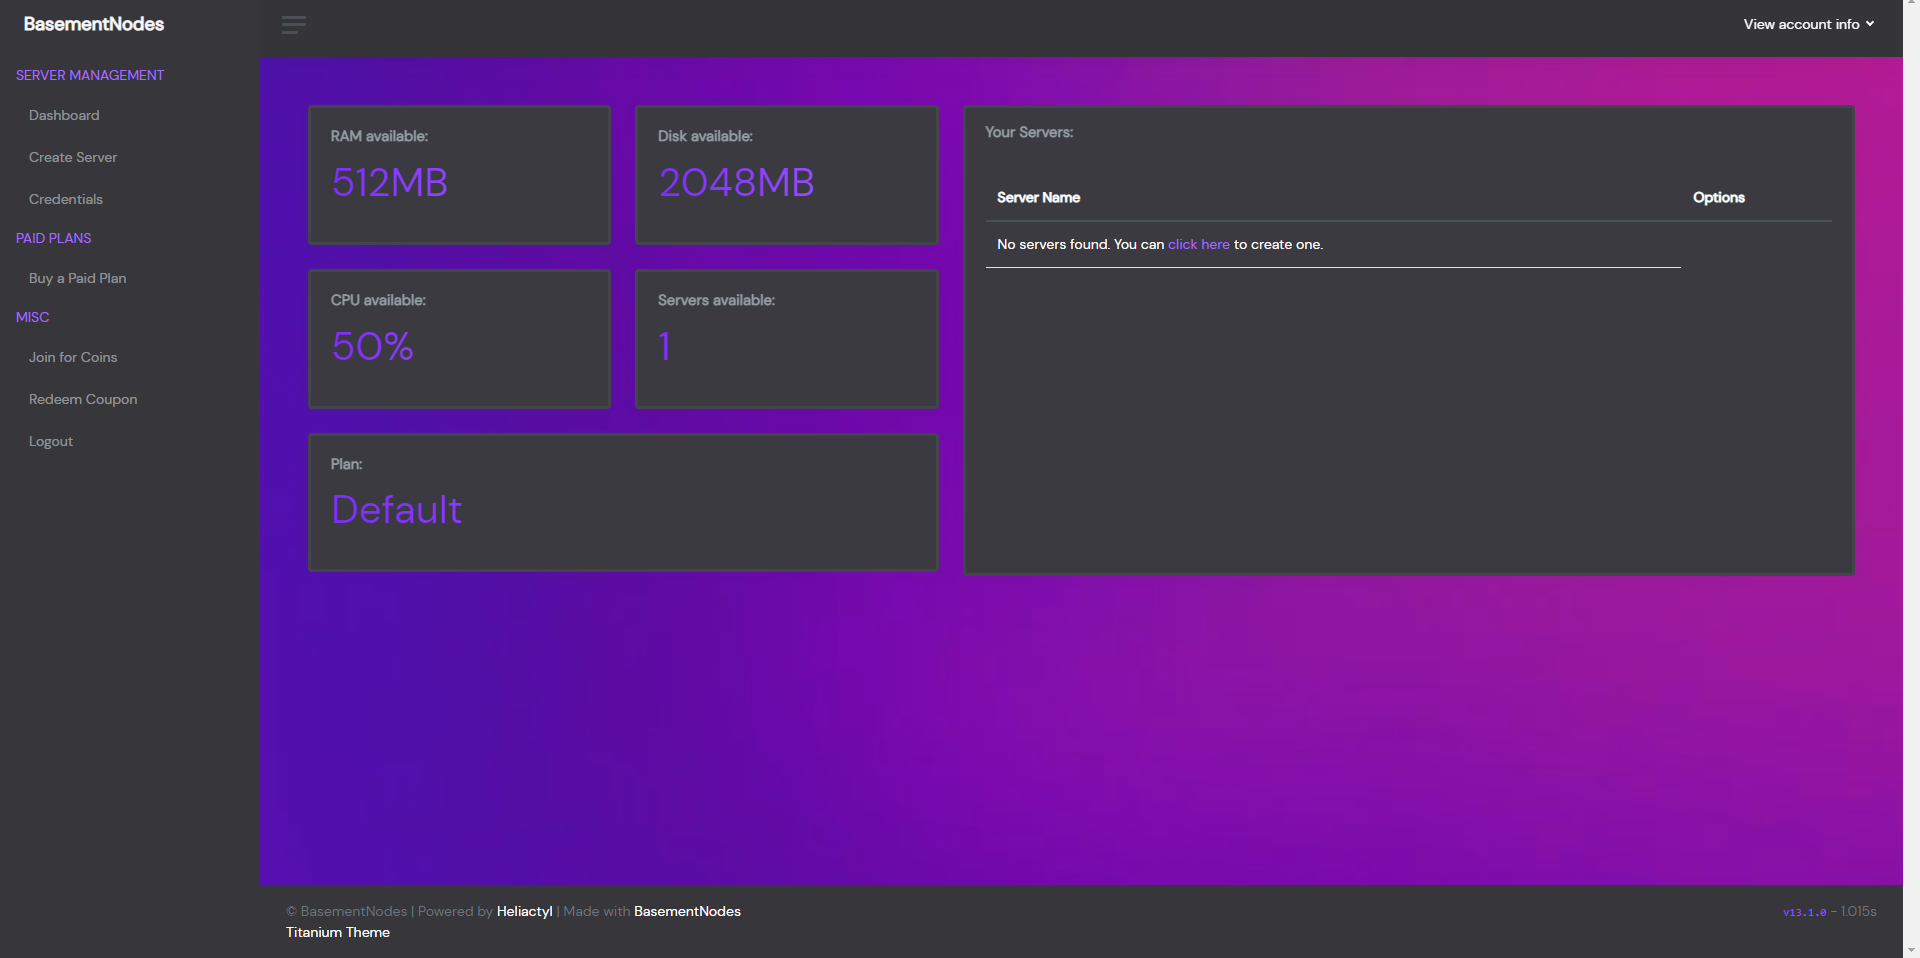 BasementNodes
View account info
SERVER MANAGEMENT
Dashboard
Create Server
Credentials
PAID PLANS
Buy a Paid Plan
MISC
Join for Coins
Redeem Coupon
Logout
RAM available:
512MB
Disk available:
2048MB
CPU available:
50%
Servers available:
1
Plan:
Default
Your Servers:
Server Name Options
No servers found. You can click here to create one.
© BasementNodes | Powered by Heliactyl | Made with BasementNodes
Titanium Theme
v13.1.0 - 1.015s